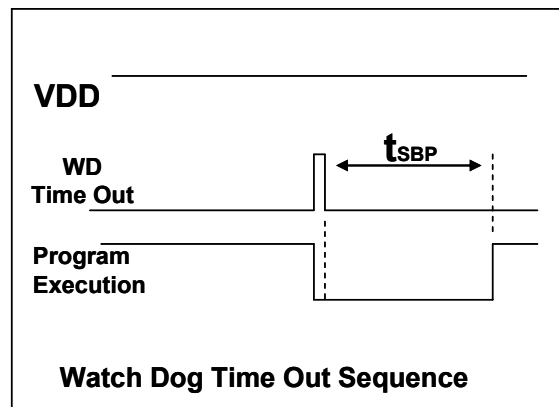 VDD
tSBP
WD
Time Out
Program
Execution
Watch Dog Time Out Sequence